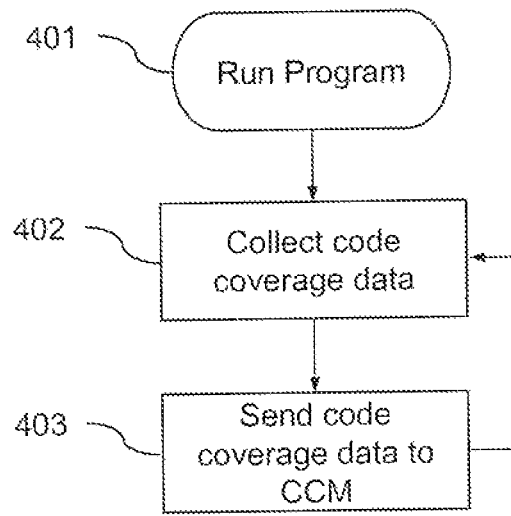 401
Run Program
402
Collect code
coverage data
403
Send code
coverage data to
CCM